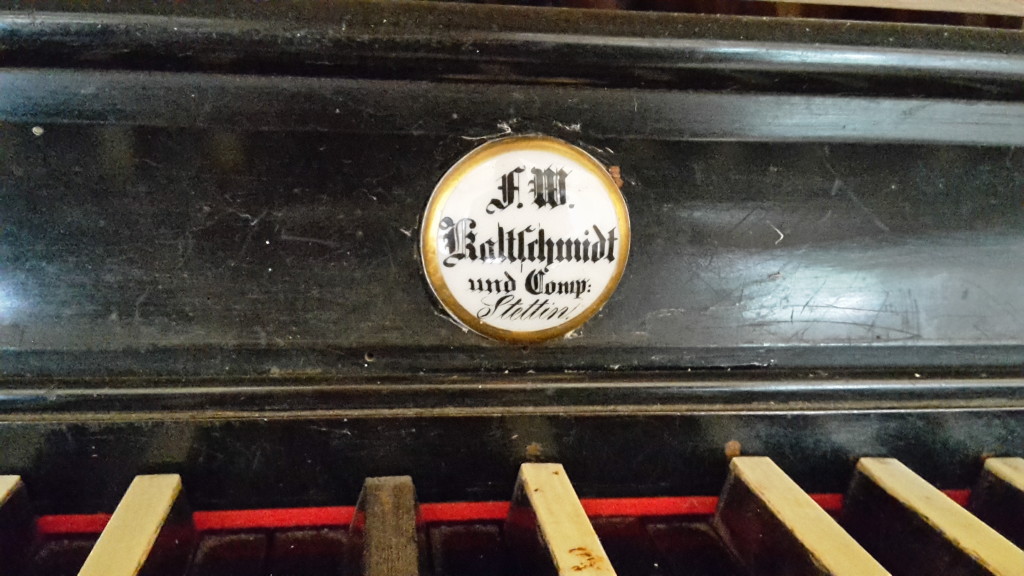 F. W.
Kaltschmidt
und Comp:
Stettin.